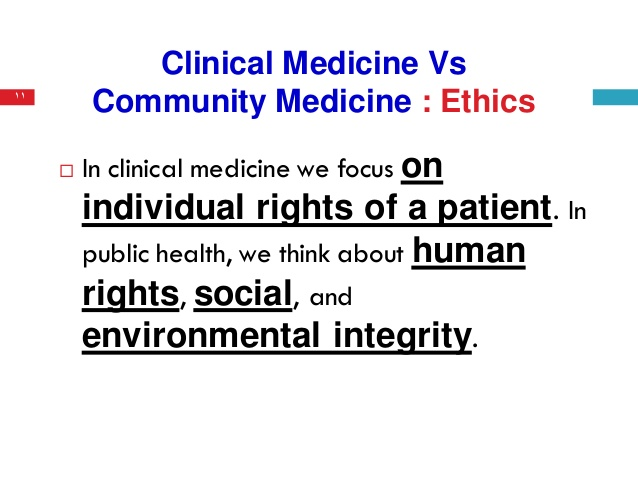 Clinical Medicine Vs
Community Medicine : Ethics
١١
In clinical medicine we focus on
individual rights of a patient. In
public health, we think about human
rights, social, and
environmental integrity.